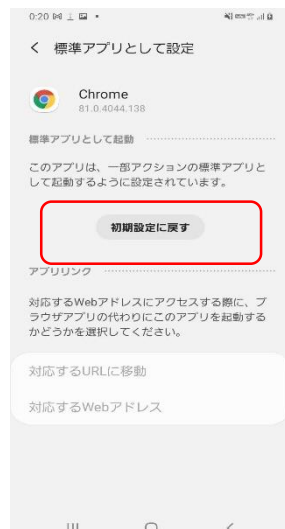 0:20
標準アプリとして設定
Chrome
81.0.4044.138
標準アプリとして起動
このアプリは、一部アクションの標準アプリと
して起動するように設定されています。
初期設定に戻す
アプリリンク
対応するWebアドレスにアクセスする際に、ブ
ラウザアプリの代わりにこのアプリを起動する
かどうかを選択してください。
対応するURLに移動
対応するWebアドレス